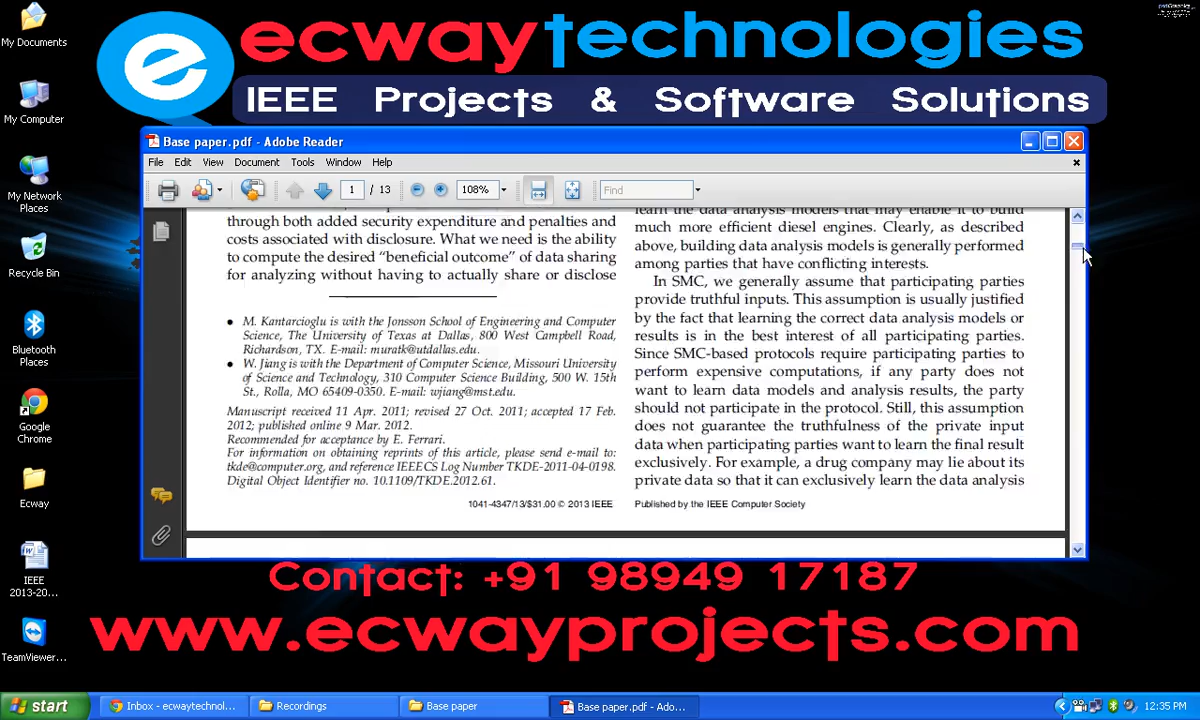 ecwaytechnologies
IEEE Projects & Software Solutions
My Documents
My Computer
My Network
Places
Recycle Bin
Bluetooth
Places
Google
Chrome
Ecway
IEEE
2013-20...
TeamViewer...
Base paper.pdf - Adobe Reader
File Edit View Document Tools Window Help
1 / 13 108% Find
through both added security expenditure and penalties and
costs associated with disclosure. What we need is the ability
to compute the desired “beneficial outcome” of data sharing
for analyzing without having to actually share or disclose
• M. Kantarcioglu is with the Jonsson School of Engineering and Computer
Science, The University of Texas at Dallas, 800 West Campbell Road,
Richardson, TX. E-mail: muratk@utdallas.edu.
• W. Jiang is with the Department of Computer Science, Missouri University
of Science and Technology, 310 Computer Science Building, 500 W. 15th
St., Rolla, MO 65409-0350. E-mail: wjiang@mst.edu.
Manuscript received 11 Apr. 2011; revised 27 Oct. 2011; accepted 17 Feb.
2012; published online 9 Mar. 2012.
Recommended for acceptance by E. Ferrari.
For information on obtaining reprints of this article, please send e-mail to:
tkde@computer.org, and reference IEEECS Log Number TKDE-2011-04-0198.
Digital Object Identifier no. 10.1109/TKDE.2012.61.
learn the data analysis models that may enable it to build
much more efficient diesel engines. Clearly, as described
above, building data analysis models is generally performed
among parties that have conflicting interests.
In SMC, we generally assume that participating parties
provide truthful inputs. This assumption is usually justified
by the fact that learning the correct data analysis models or
results is in the best interest of all participating parties.
Since SMC-based protocols require participating parties to
perform expensive computations, if any party does not
want to learn data models and analysis results, the party
should not participate in the protocol. Still, this assumption
does not guarantee the truthfulness of the private input
data when participating parties want to learn the final result
exclusively. For example, a drug company may lie about its
private data so that it can exclusively learn the data analysis
1041-4347/13/$31.00 © 2013 IEEE Published by the IEEE Computer Society
Contact: +91 98949 17187
www.ecwayprojects.com
start Inbox - ecwaytechnol... Recordings Base paper Base paper.pdf - Ado... 12:35 PM